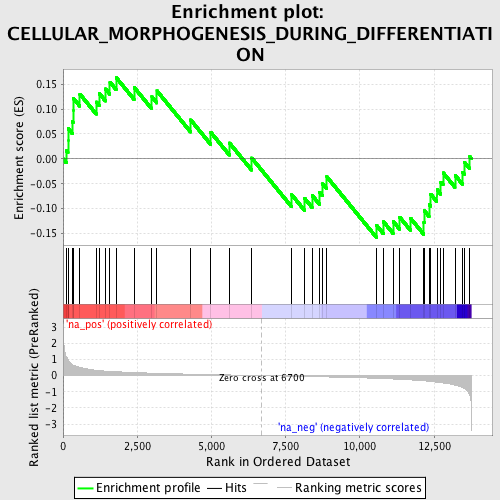 Enrichment plot:
CELLULAR_MORPHOGENESIS_DURING_DIFFERENTIATI
ON
Enrichment score (ES)
0.15
0.10
0.05
0.00
-0.05
-0.10
-0.15
'na_pos' (positively correlated)
Ranked list metric (PreRanked)
3
2
1
0
-1
-2
-3
Zero cross at 6700
'na_neg' (negatively correlated)
0
2,500
5,000
7,500
10,000
12,500
Rank in Ordered Dataset
Enrichment profile
Hits
Ranking metric scores